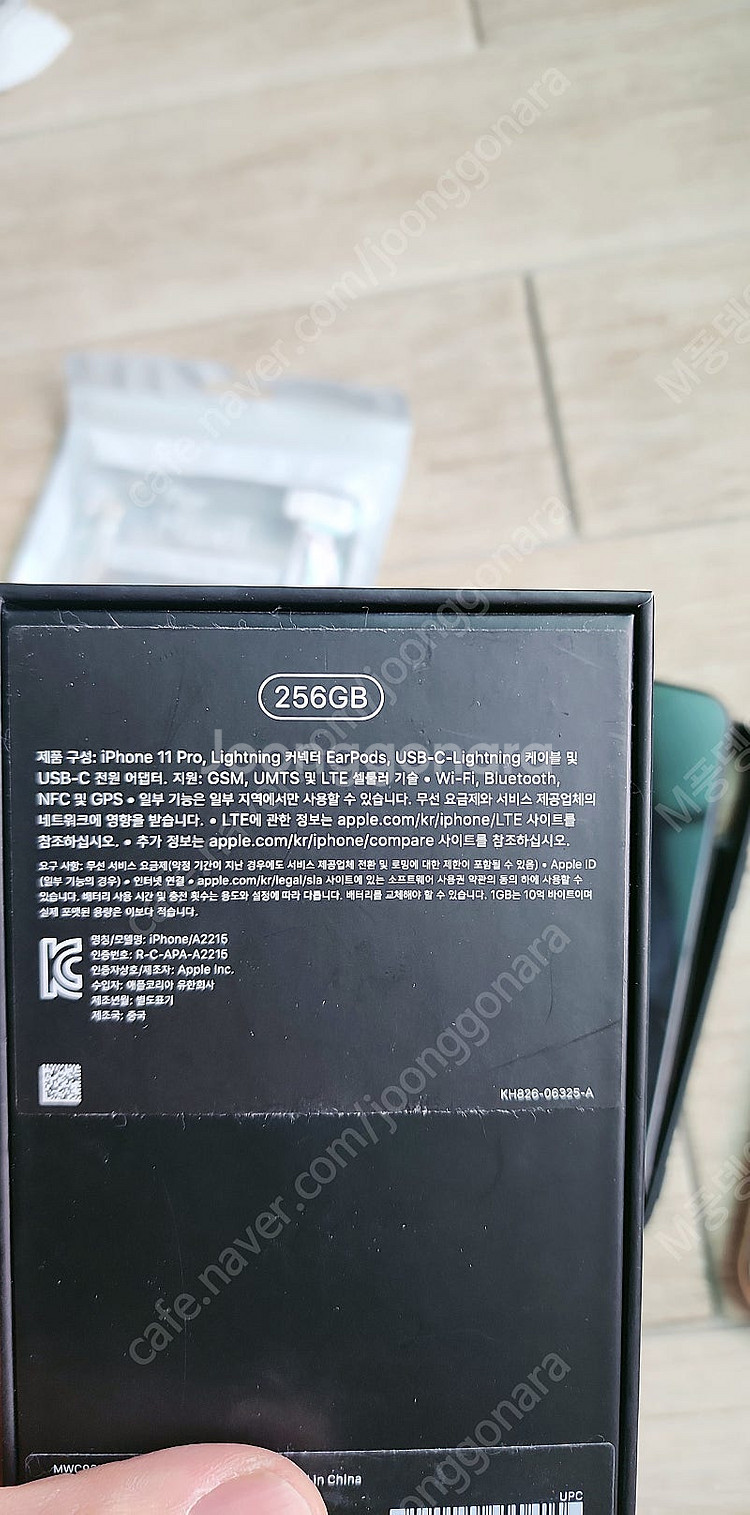 256GB
제품 구성: iPhone 11 Pro, Lightning 커넥터 EarPods, USB-C-Lightning 케이블 및
USB-C 전원 어댑터. 지원: GSM, UMTS 및 LTE 셀룰러 기술 • Wi-Fi, Bluetooth,
NFC 및 GPS • 일부 기능은 일부 지역에서만 사용할 수 있습니다. 무선 요금제와 서비스 제공업체의
네트워크에 영향을 받습니다. • LTE에 관한 정보는 apple.com/kr/iphone/LTE 사이트를
참조하십시오. • 추가 정보는 apple.com/kr/iphone/compare 사이트를 참조하십시오.
요구 사항: 무선 서비스 요금제(약정 기간이 지난 경우에도 서비스 제공업체 전환 및 로밍에 대한 제한이 포함될 수 있음) • Apple ID
(일부 기능의 경우) • 인터넷 연결 • apple.com/kr/legal/sla 사이트에 있는 소프트웨어 사용권 약관의 동의 하에 사용할 수
있습니다. 배터리 사용 시간 및 충전 횟수는 용도와 설정에 따라 다릅니다. 배터리를 교체해야 할 수 있습니다. 1GB는 10억 바이트이며
실제 포맷된 용량은 이보다 적습니다.
명칭/모델명: iPhone/A2215
인증번호: R-C-APA-A2215
인증자상호/제조자: Apple Inc.
수입자: 애플코리아 유한회사
제조년월: 별도표기
제조국: 중국
KH826-06325-A
in China
UPC
cafe.naver.com/joonggonara
joonggonara
cafe.naver.com/joonggonara
joonggonara